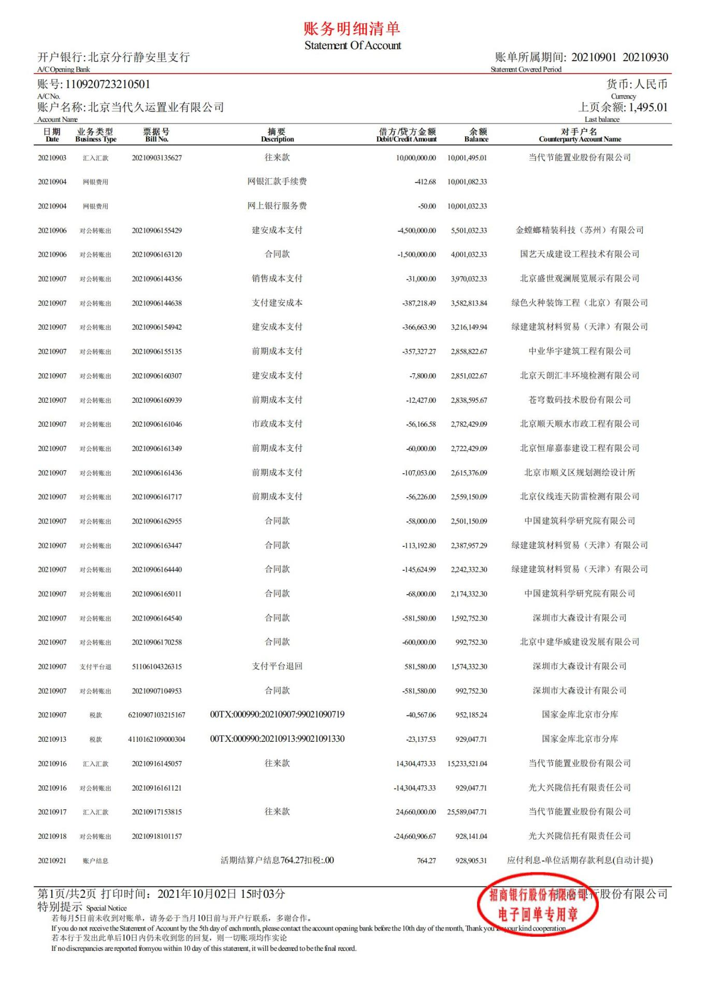 账务明细清单
Statement Of Account
开户银行:北京分行静安里支行 账单所属期间: 20210901 20210930
A/C Opening Bank Statement Covered Period
账号:110920723210501 货币:人民币
A/C No. Currency
账户名称:北京当代久运置业有限公司 上页余额:1,495.01
Account Name Last balance
日期 业务类型 票据号 摘要 借方/贷方金额 余额 对手户名
Date Business Type Bill No. Description Debit/Credit Amount Balance Counterparty Account Name
20210903 汇入汇款 20210903135627 往来款 10,000,000.00 10,001,495.01 当代节能置业股份有限公司
20210904 网银费用 网银汇款手续费 -412.68 10,001,082.33
20210904 网银费用 网上银行服务费 -50.00 10,001,032.33
20210906 对公转账出 20210906155429 建安成本支付 -4,500,000.00 5,501,032.33 金螳螂精装科技（苏州）有限公司
20210906 对公转账出 20210906163120 合同款 -1,500,000.00 4,001,032.33 国艺天成建设工程技术有限公司
20210907 对公转账出 20210906144356 销售成本支付 -31,000.00 3,970,032.33 北京盛世观澜展览展示有限公司
20210907 对公转账出 20210906144638 支付建安成本 -387,218.49 3,582,813.84 绿色火种装饰工程（北京）有限公司
20210907 对公转账出 20210906154942 建安成本支付 -366,663.90 3,216,149.94 绿建建筑材料贸易（天津）有限公司
20210907 对公转账出 20210906155135 前期成本支付 -357,327.27 2,858,822.67 中业华宇建筑工程有限公司
20210907 对公转账出 20210906160307 建安成本支付 -7,800.00 2,851,022.67 北京天朗汇丰环境检测有限公司
20210907 对公转账出 20210906160939 前期成本支付 -12,427.00 2,838,595.67 苍穹数码技术股份有限公司
20210907 对公转账出 20210906161046 市政成本支付 -56,166.58 2,782,429.09 北京顺天顺水市政工程有限公司
20210907 对公转账出 20210906161349 前期成本支付 -60,000.00 2,722,429.09 北京恒扉嘉泰建设工程有限公司
20210907 对公转账出 20210906161436 前期成本支付 -107,053.00 2,615,376.09 北京市顺义区规划测绘设计所
20210907 对公转账出 20210906161717 前期成本支付 -56,226.00 2,559,150.09 北京仪线连天防雷检测有限公司
20210907 对公转账出 20210906162955 合同款 -58,000.00 2,501,150.09 中国建筑科学研究院有限公司
20210907 对公转账出 20210906163447 合同款 -113,192.80 2,387,957.29 绿建建筑材料贸易（天津）有限公司
20210907 对公转账出 20210906164440 合同款 -145,624.99 2,242,332.30 绿建建筑材料贸易（天津）有限公司
20210907 对公转账出 20210906165011 合同款 -68,000.00 2,174,332.30 中国建筑科学研究院有限公司
20210907 对公转账出 20210906164540 合同款 -581,580.00 1,592,752.30 深圳市大森设计有限公司
20210907 对公转账出 20210906170258 合同款 -600,000.00 992,752.30 北京中建华威建设发展有限公司
20210907 支付平台退 51106104326315 支付平台退回 581,580.00 1,574,332.30 深圳市大森设计有限公司
20210907 对公转账出 20210907104953 合同款 -581,580.00 992,752.30 深圳市大森设计有限公司
20210907 税款 6210907103215167 00TX:000990:20210907:99021090719 -40,567.06 952,185.24 国家金库北京市分库
20210913 税款 4110162109000304 00TX:000990:20210913:99021091330 -23,137.53 929,047.71 国家金库北京市分库
20210916 汇入汇款 20210916145057 往来款 14,304,473.33 15,233,521.04 当代节能置业股份有限公司
20210916 对公转账出 20210916161121 -14,304,473.33 929,047.71 光大兴陇信托有限责任公司
20210917 汇入汇款 20210917153815 往来款 24,660,000.00 25,589,047.71 当代节能置业股份有限公司
20210918 对公转账出 20210918101157 -24,660,906.67 928,141.04 光大兴陇信托有限责任公司
20210921 账户结息 活期结算户结息764.27扣税:.00 764.27 928,905.31 应付利息-单位活期存款利息(自动计提)
第1页/共2页 打印时间：2021年10月02日 15时03分 招商银行股份有限公司
招商银行股份有限公司
电子回单专用章
特别提示 Special Notice
若每月5日前未收到对账单，请务必于当月10日前与开户行联系，多谢合作。
If you do not receive the Statement of Account by the 5th day of each month, please contact the account opening bank before the 10th day of the month, Thank you for your kind cooperation
若本行于发出此单后10日内仍未收到您的回复，则一切账项均作实论
If no discrepancies are reported from you within 10 day of this statement, it will be deemed to be the final record.